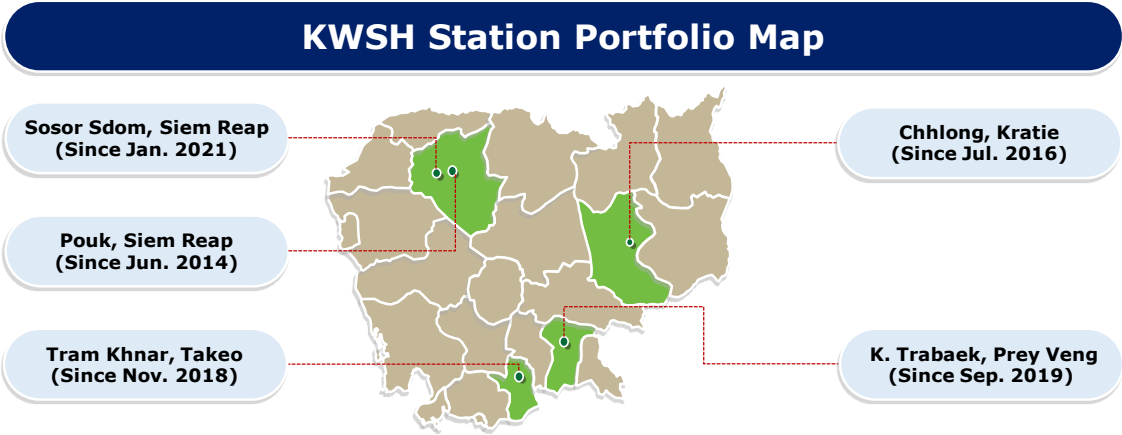 KWSH Station Portfolio Map
Sosor Sdom, Siem Reap
(Since Jan. 2021)
Pouk, Siem Reap
(Since Jun. 2014)
Tram Khnar, Takeo
(Since Nov. 2018)
Chhlong, Kratie
(Since Jul. 2016)
K. Trabaek, Prey Veng
(Since Sep. 2019)